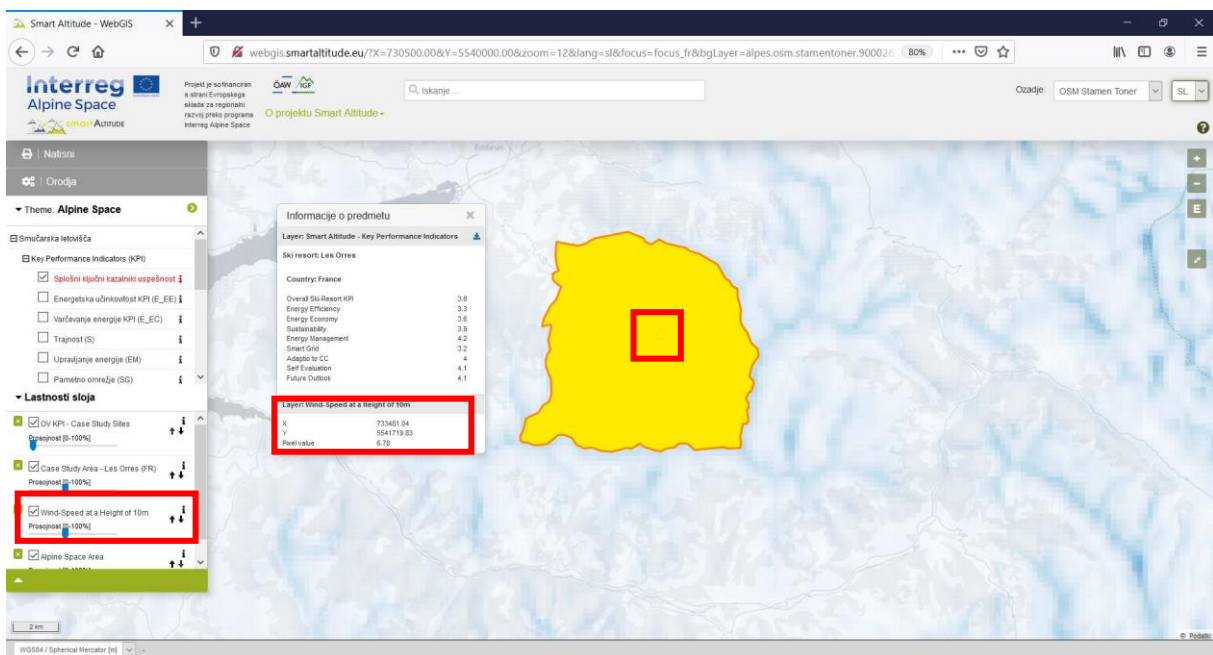 Smart Altitude - WebGIS
webgis.smartaltitude.eu/?X=730500.00&Y=5540000.00&zoom=12&lang=sl&focus=focus_fr&bgLayer=alpes.osm.stamentoner.900028
80%
Interreg
Alpine Space
smartALTITUDE
Projekt je sofinanciran
s strani Evropskega
sklada za regionalni
razvoj preko programa
Interreg Alpine Space
ÖAW IGF
O projektu Smart Altitude
Iskanje ...
Ozadje: OSM Stamen Toner SL
Natisni
Orodja
Theme: Alpine Space
Smučarska letovišča
Key Performance Indicators (KPI)
Splošni ključni kazalniki uspešnost i
Energetska učinkovitost KPI (E_EE) i
Varčevanje energije KPI (E_EC) i
Trajnost (S) i
Upravljanje energije (EM) i
Pametno omrežje (SG) i
Lastnosti sloja
OV KPI - Case Study Sites i
Prosojnost [0-100%]
Case Study Area - Les Orres (FR) i
Prosojnost [0-100%]
Wind-Speed at a Height of 10m i
Prosojnost [0-100%]
Alpine Space Area i
Informacije o predmetu
Layer: Smart Altitude - Key Performance Indicators
Ski resort: Les Orres
Country: France
Overall Ski-Resort KPI 3.8
Energy Efficiency 3.3
Energy Economy 3.6
Sustainability 3.9
Energy Management 4.2
Smart Grid 3.2
Adaptio to CC 4
Self Evaluation 4.1
Future Outlook 4.1
Layer: Wind-Speed at a Height of 10m
X 733481.04
Y 5541719.83
Pixel value 6.78
Embrun
E
2 km
© Podatki:
WGS84 / Spherical Mercator [m]